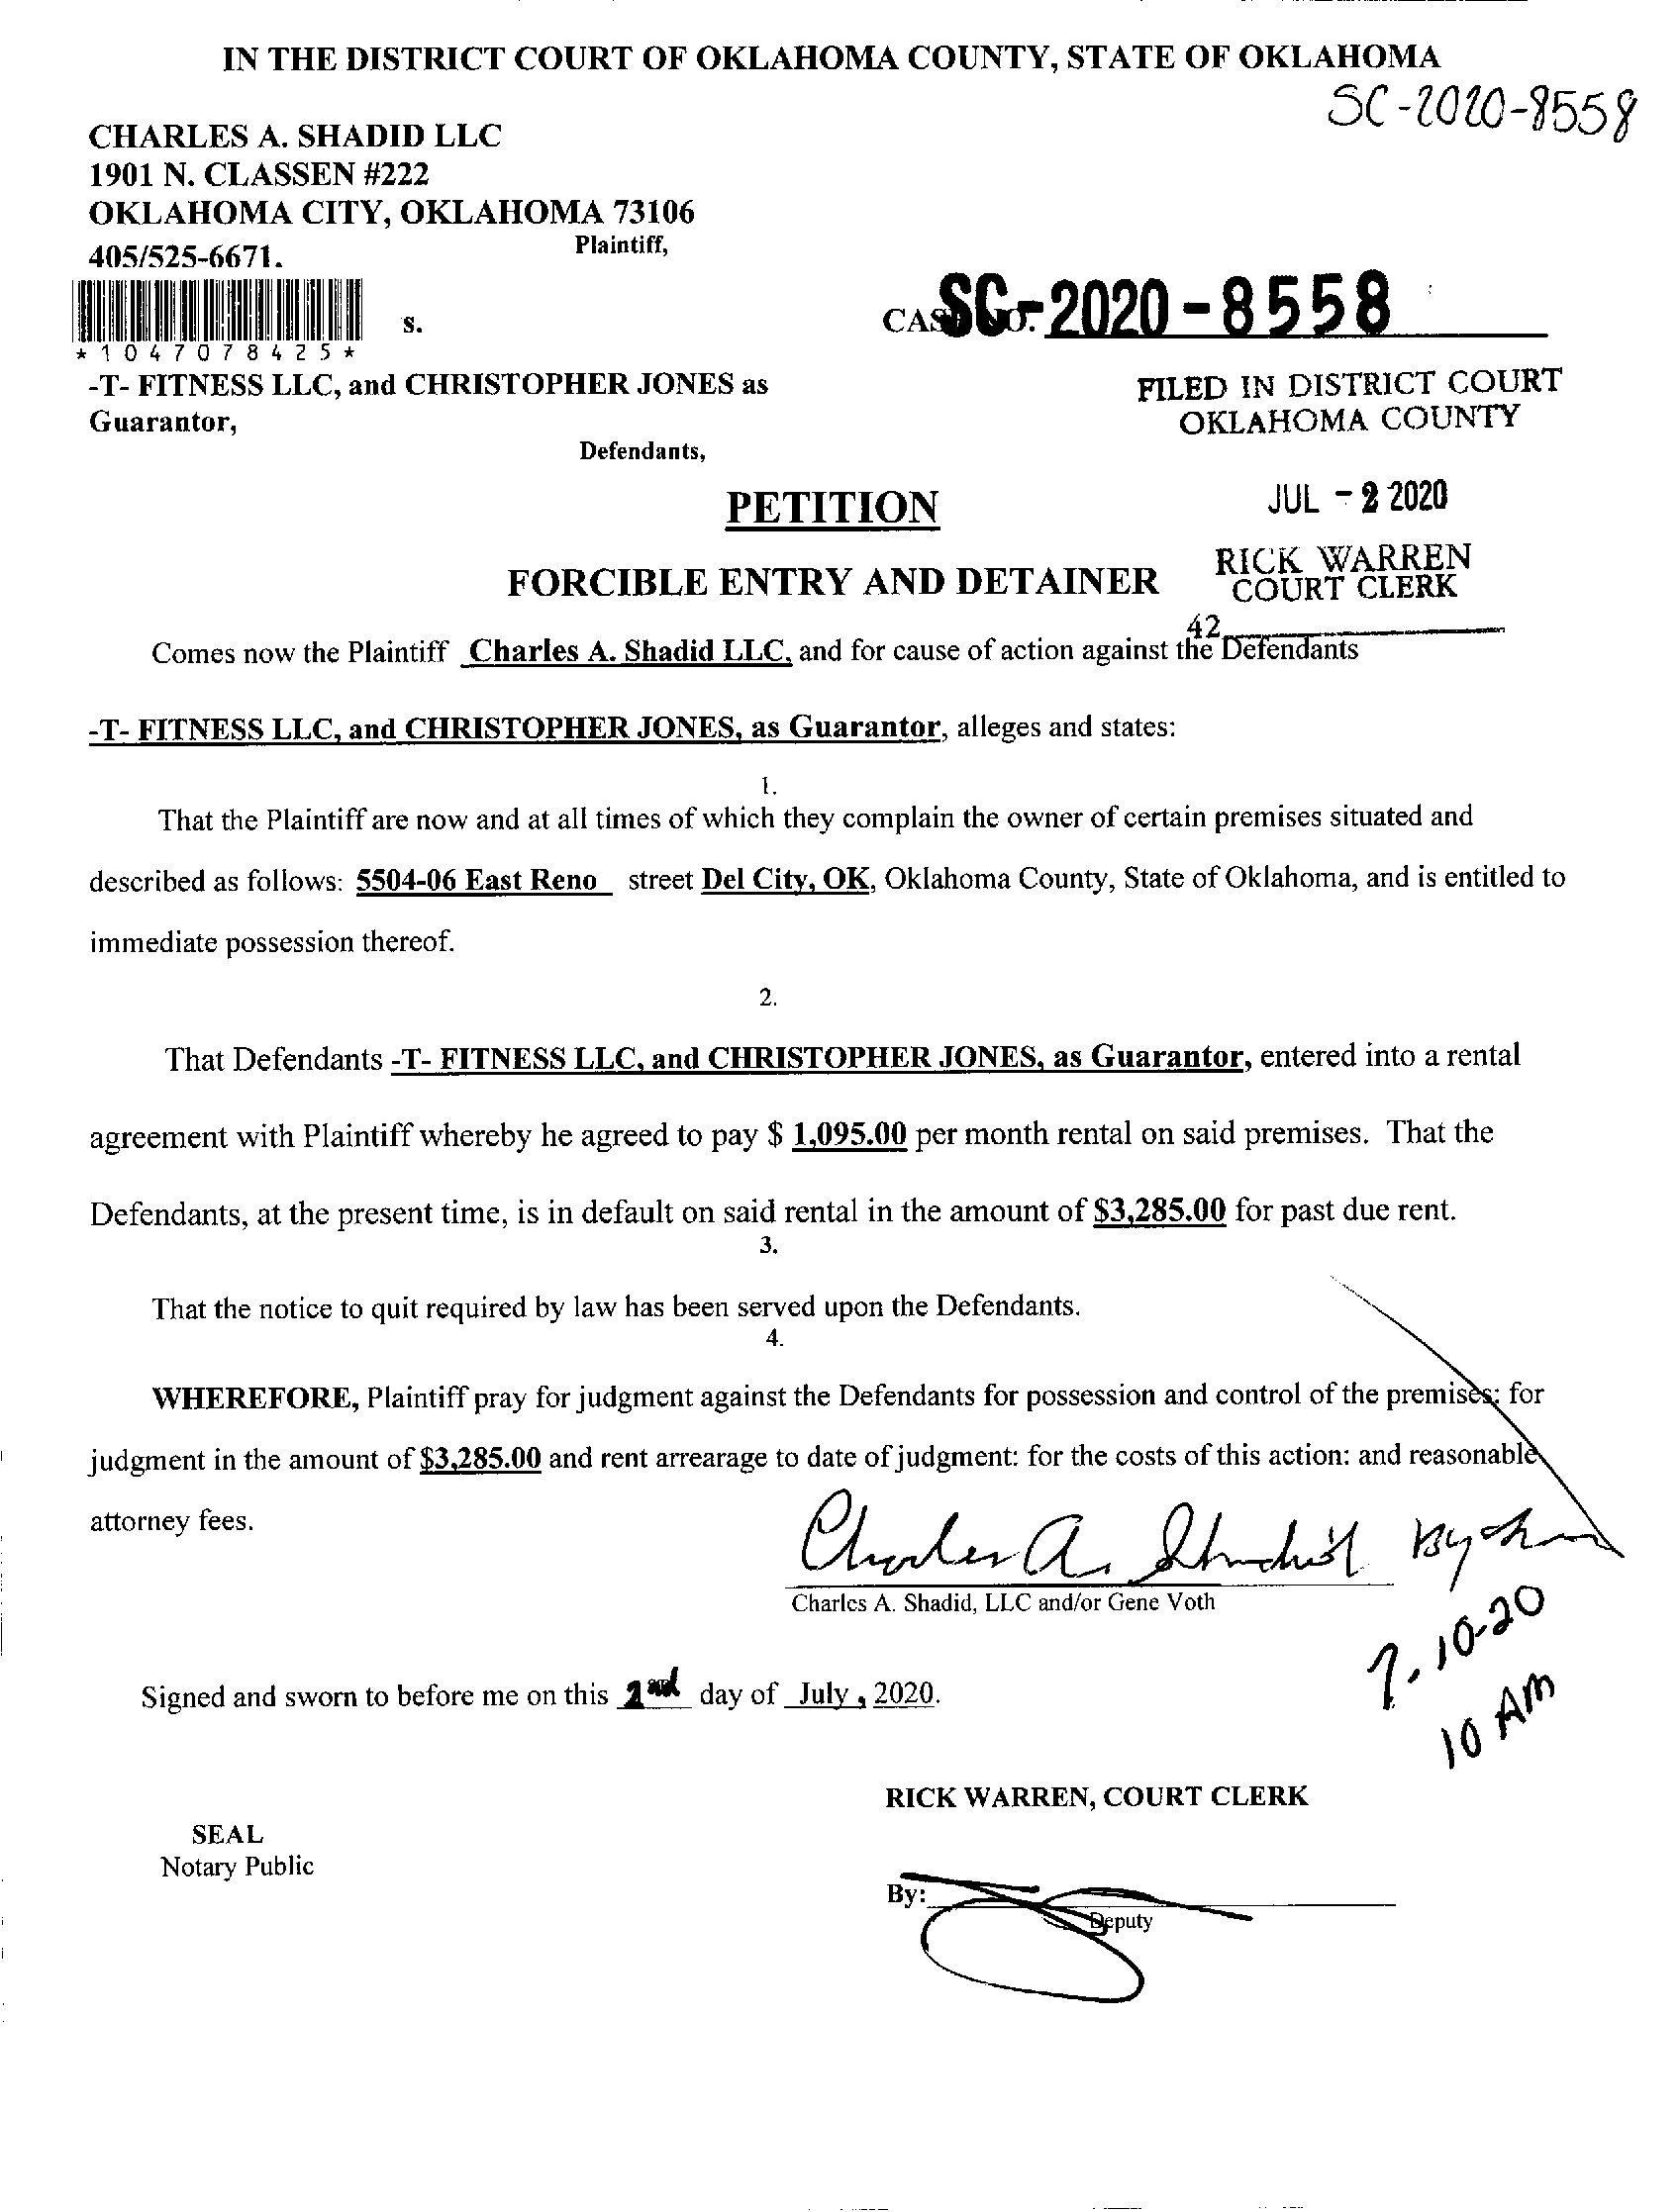 IN THE DISTRICT COURT OF OKLAHOMA COUNTY, STATE OF OKLAHOMA
SC-2020-8558
CHARLES A. SHADID LLC
1901 N. CLASSEN #222
OKLAHOMA CITY, OKLAHOMA 73106
Plaintiff,
405/525-6671.
s.
CASE NO. SC-2020-8558
*1047078425*
-T- FITNESS LLC, and CHRISTOPHER JONES as
Guarantor,
Defendants,
FILED IN DISTRICT COURT
OKLAHOMA COUNTY
PETITION
JUL - 2 2020
FORCIBLE ENTRY AND DETAINER
RICK WARREN
COURT CLERK
42
Comes now the Plaintiff Charles A. Shadid LLC, and for cause of action against the Defendants
-T- FITNESS LLC, and CHRISTOPHER JONES, as Guarantor, alleges and states:
1.
That the Plaintiff are now and at all times of which they complain the owner of certain premises situated and
described as follows: 5504-06 East Reno street Del City, OK, Oklahoma County, State of Oklahoma, and is entitled to
immediate possession thereof.
2.
That Defendants -T- FITNESS LLC, and CHRISTOPHER JONES, as Guarantor, entered into a rental
agreement with Plaintiff whereby he agreed to pay $ 1,095.00 per month rental on said premises. That the
Defendants, at the present time, is in default on said rental in the amount of $3,285.00 for past due rent.
3.
That the notice to quit required by law has been served upon the Defendants.
4.
WHEREFORE, Plaintiff pray for judgment against the Defendants for possession and control of the premises: for
judgment in the amount of $3,285.00 and rent arrearage to date of judgment: for the costs of this action: and reasonable
attorney fees.
Charles A. Shadid By
Charles A. Shadid, LLC and/or Gene Voth
7-10-20
10 AM
Signed and sworn to before me on this 2nd day of July, 2020.
RICK WARREN, COURT CLERK
SEAL
Notary Public
By:
Deputy